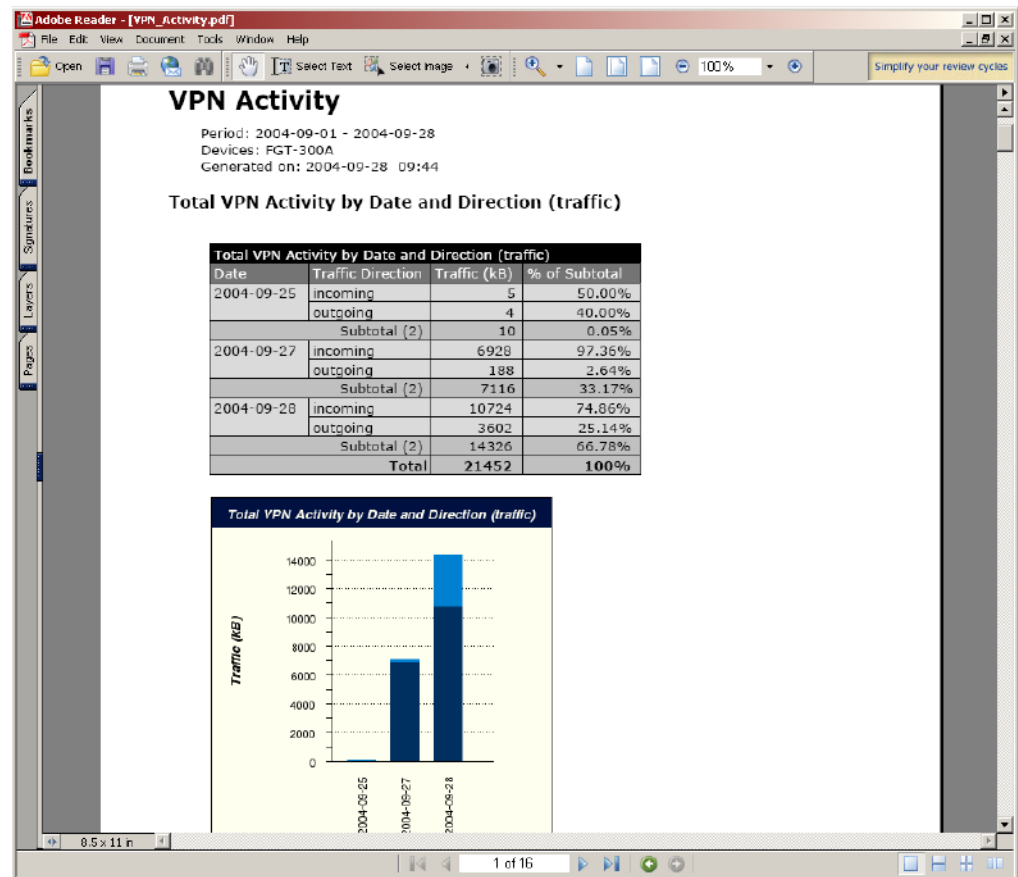 Adobe Reader - [VPN_Activity.pdf]
File Edit View Document Tools Window Help
Open Select Text Select Image 100% Simplify your review cycles
Bookmarks
Signatures
Layers
Pages
VPN Activity
Period: 2004-09-01 - 2004-09-28
Devices: FGT-300A
Generated on: 2004-09-28 09:44
Total VPN Activity by Date and Direction (traffic)
Total VPN Activity by Date and Direction (traffic)
Date Traffic Direction Traffic (kB) % of Subtotal
2004-09-25 incoming 5 50.00%
outgoing 4 40.00%
Subtotal (2) 10 0.05%
2004-09-27 incoming 6928 97.36%
outgoing 188 2.64%
Subtotal (2) 7116 33.17%
2004-09-28 incoming 10724 74.86%
outgoing 3602 25.14%
Subtotal (2) 14326 66.78%
Total 21452 100%
Total VPN Activity by Date and Direction (traffic)
Traffic (kB)
14000
12000
10000
8000
6000
4000
2000
0
2004-09-25
2004-09-27
2004-09-28
8.5 x 11 in
1 of 16